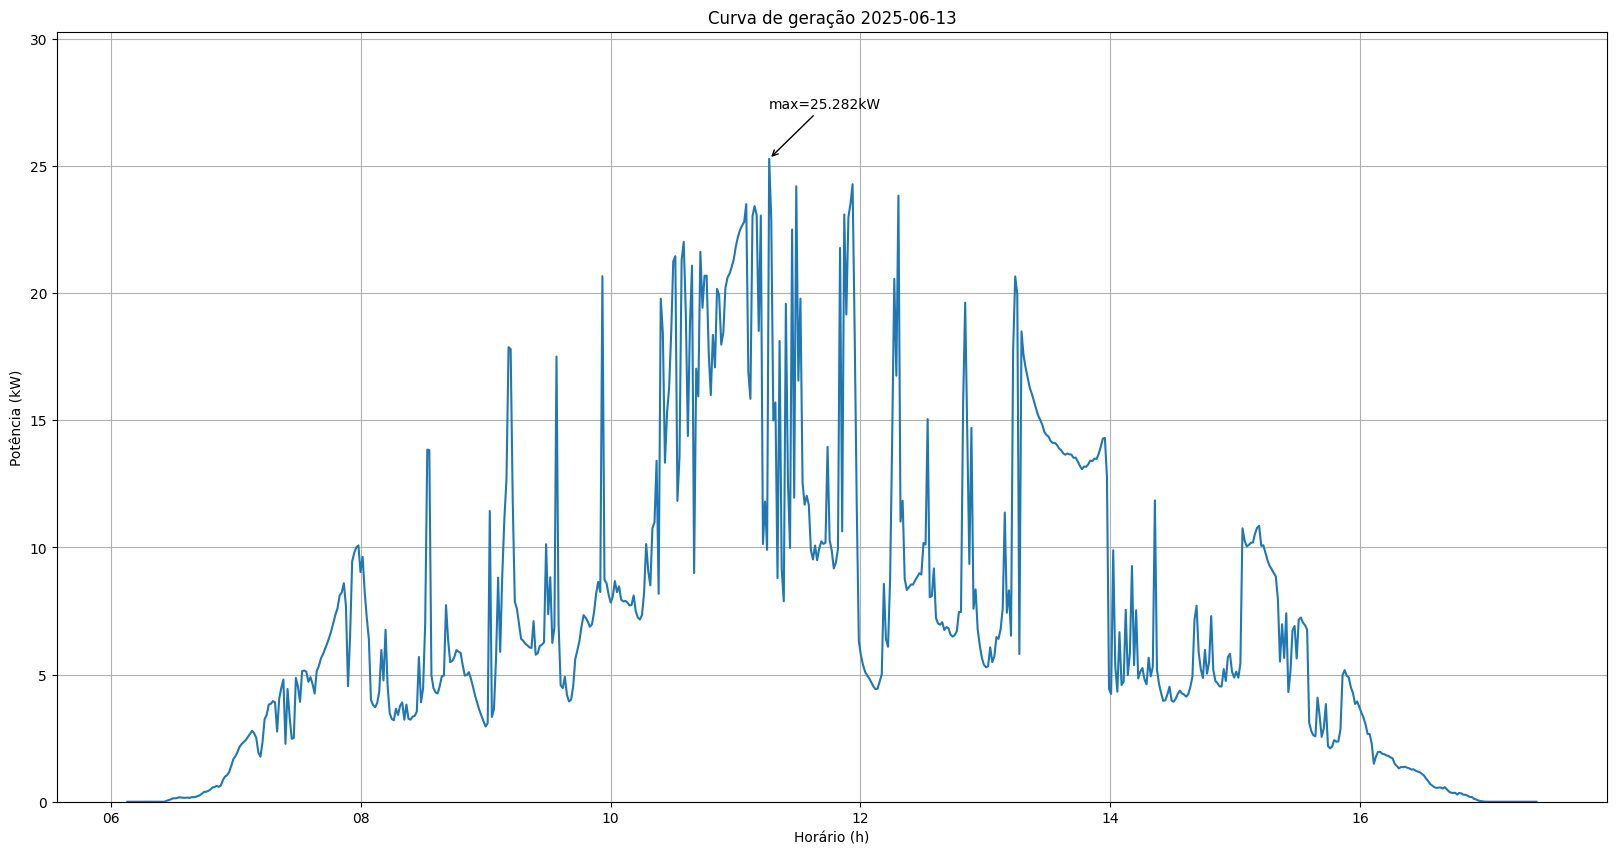 Curva de geração 2025-06-13
30
max=25.282kW
25
20
15
10
5
0
Potência (kW)
06 08 10 12 14 16
Horário (h)